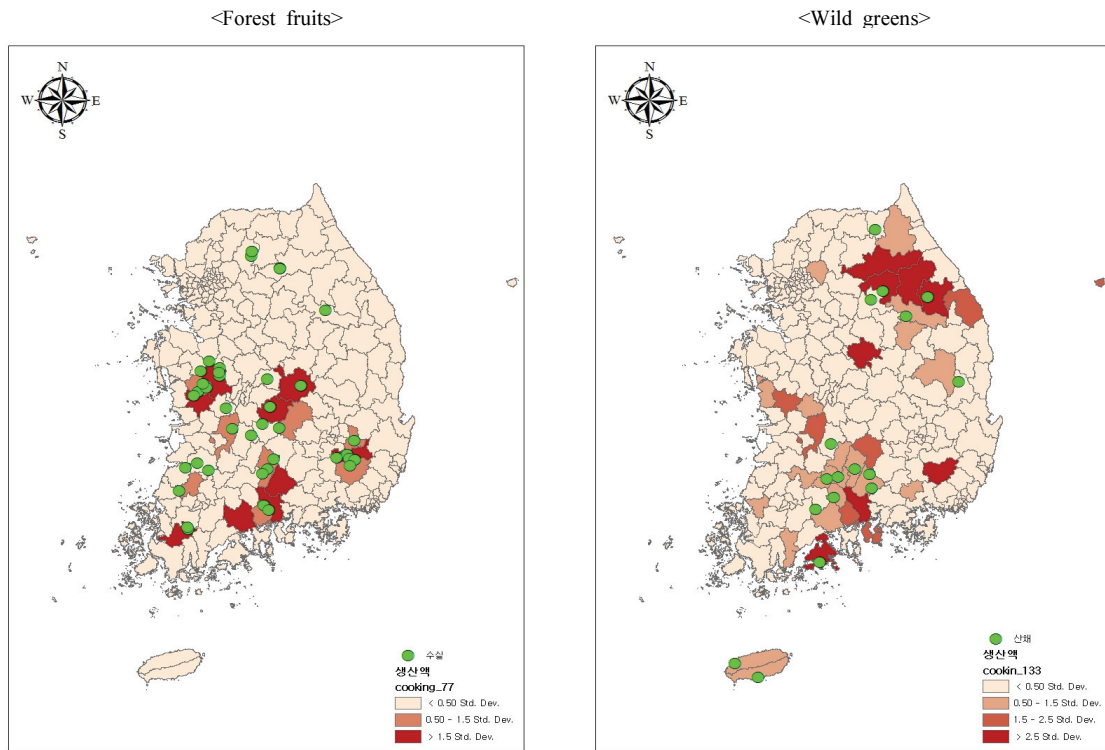 <Forest fruits>
N
W E
S
수실
생산액
cooking_77
< 0.50 Std. Dev.
0.50 - 1.5 Std. Dev.
> 1.5 Std. Dev.
<Wild greens>
N
W E
S
산채
생산액
cookin_133
< 0.50 Std. Dev.
0.50 - 1.5 Std. Dev.
1.5 - 2.5 Std. Dev.
> 2.5 Std. Dev.